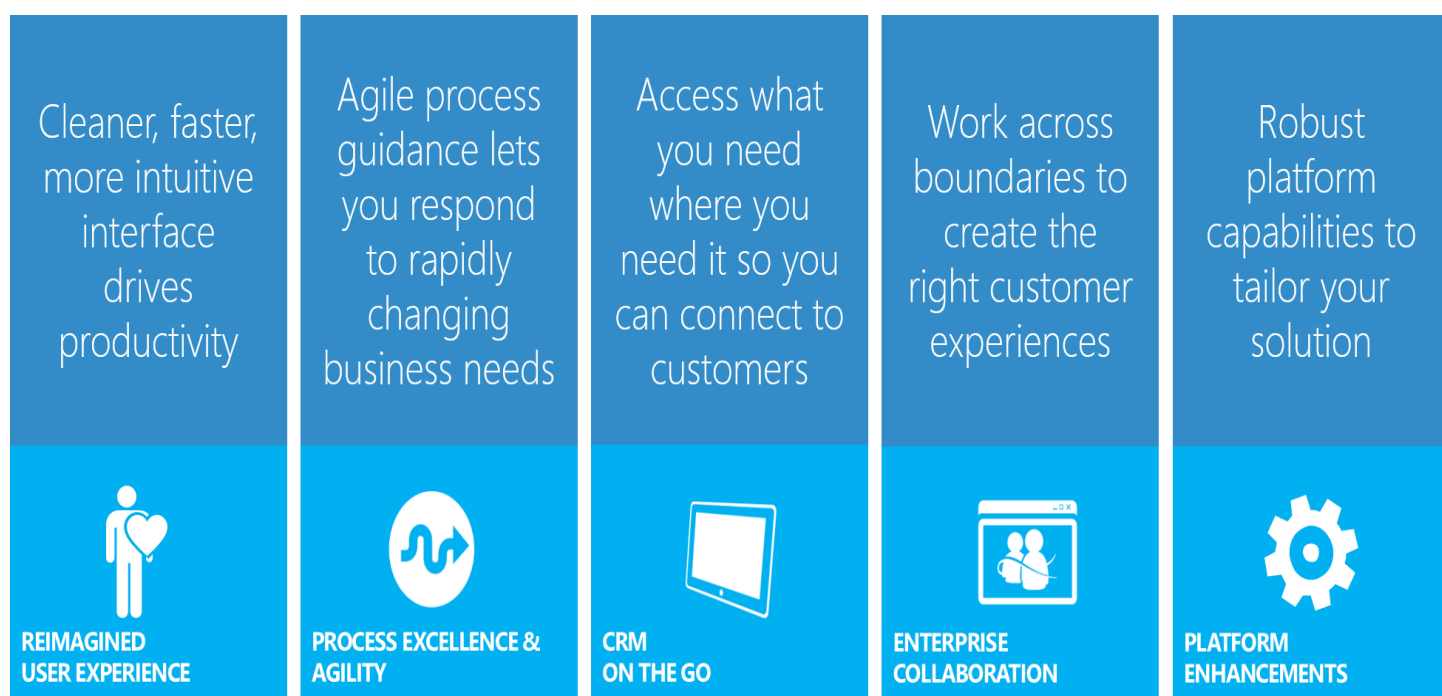 Cleaner, faster,
more intuitive
interface
drives
productivity
REIMAGINED
USER EXPERIENCE
Agile process
guidance lets
you respond
to rapidly
changing
business needs
PROCESS EXCELLENCE &
AGILITY
Access what
you need
where you
need it so you
can connect to
customers
CRM
ON THE GO
Work across
boundaries to
create the
right customer
experiences
ENTERPRISE
COLLABORATION
Robust
platform
capabilities to
tailor your
solution
PLATFORM
ENHANCEMENTS